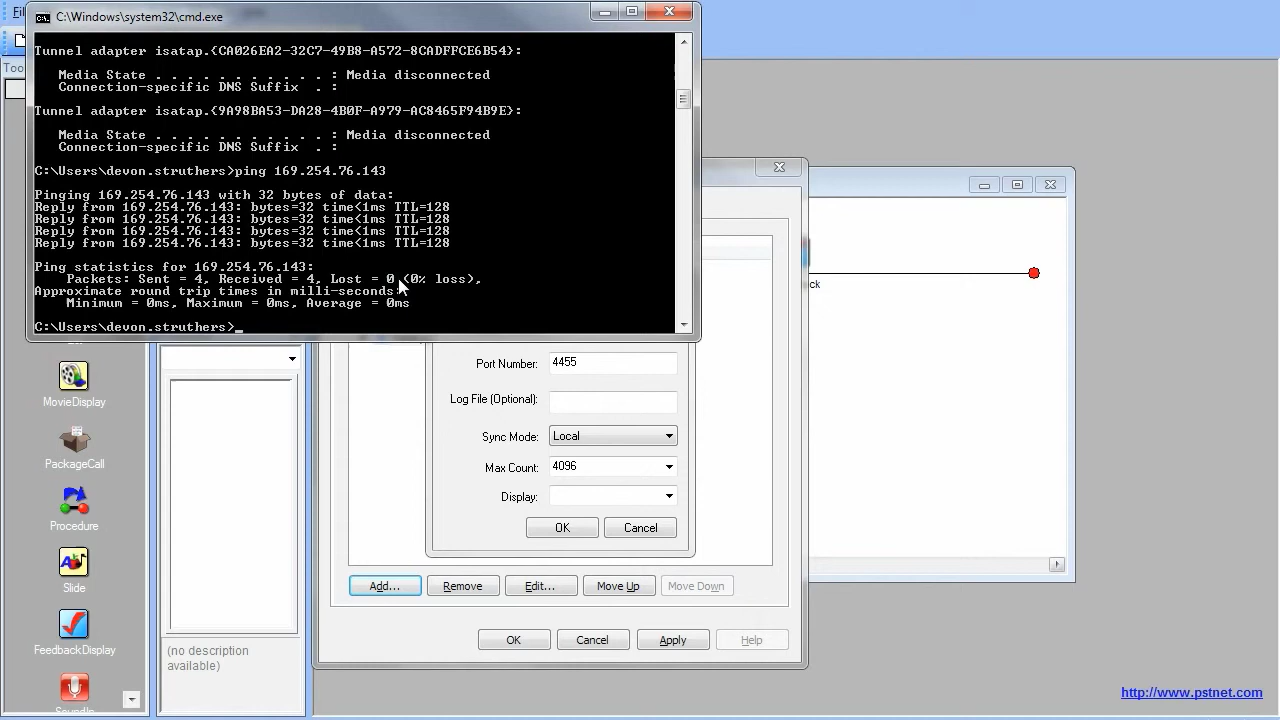 C:\Windows\system32\cmd.exe
Tunnel adapter isatap.{CA026EA2-32C7-49B8-A572-8CADFFCE6B54}:
Media State . . . . . . . . . . . : Media disconnected
Connection-specific DNS Suffix  . :
Tunnel adapter isatap.{9A98BA53-DA28-4B0F-A979-AC8465F94B9E}:
Media State . . . . . . . . . . . : Media disconnected
Connection-specific DNS Suffix  . :
C:\Users\devon.struthers>ping 169.254.76.143
Pinging 169.254.76.143 with 32 bytes of data:
Reply from 169.254.76.143: bytes=32 time<1ms TTL=128
Reply from 169.254.76.143: bytes=32 time<1ms TTL=128
Reply from 169.254.76.143: bytes=32 time<1ms TTL=128
Reply from 169.254.76.143: bytes=32 time<1ms TTL=128
Ping statistics for 169.254.76.143:
Packets: Sent = 4, Received = 4, Lost = 0 (0% loss),
Approximate round trip times in milli-seconds:
Minimum = 0ms, Maximum = 0ms, Average = 0ms
C:\Users\devon.struthers>_
MovieDisplay
PackageCall
Procedure
Slide
FeedbackDisplay
(no description
available)
Port Number: 4455
Log File (Optional):
Sync Mode: Local
Max Count: 4096
Display:
OK Cancel
Add... Remove Edit... Move Up Move Down
OK Cancel Apply Help
http://www.pstnet.com